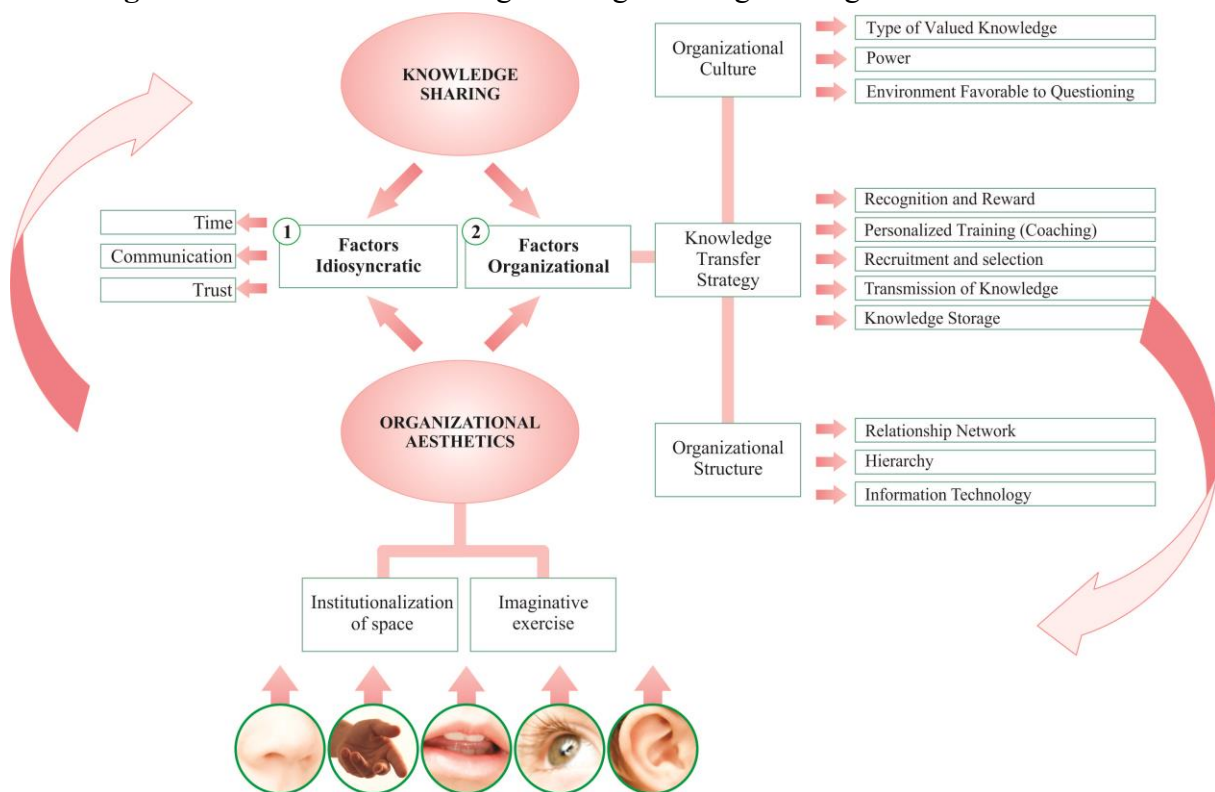 KNOWLEDGE
SHARING
Organizational
Culture
Type of Valued Knowledge
Power
Environment Favorable to Questioning
Time
Communication
Trust
1
Factors
Idiosyncratic
2
Factors
Organizational
Knowledge
Transfer
Strategy
Recognition and Reward
Personalized Training (Coaching)
Recruitment and selection
Transmission of Knowledge
Knowledge Storage
ORGANIZATIONAL
AESTHETICS
Organizational
Structure
Relationship Network
Hierarchy
Information Technology
Institutionalization
of space
Imaginative
exercise